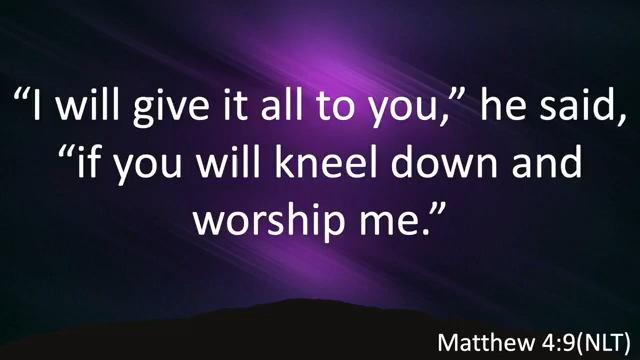 “I will give it all to you,” he said,
“if you will kneel down and
worship me.”
Matthew 4:9(NLT)